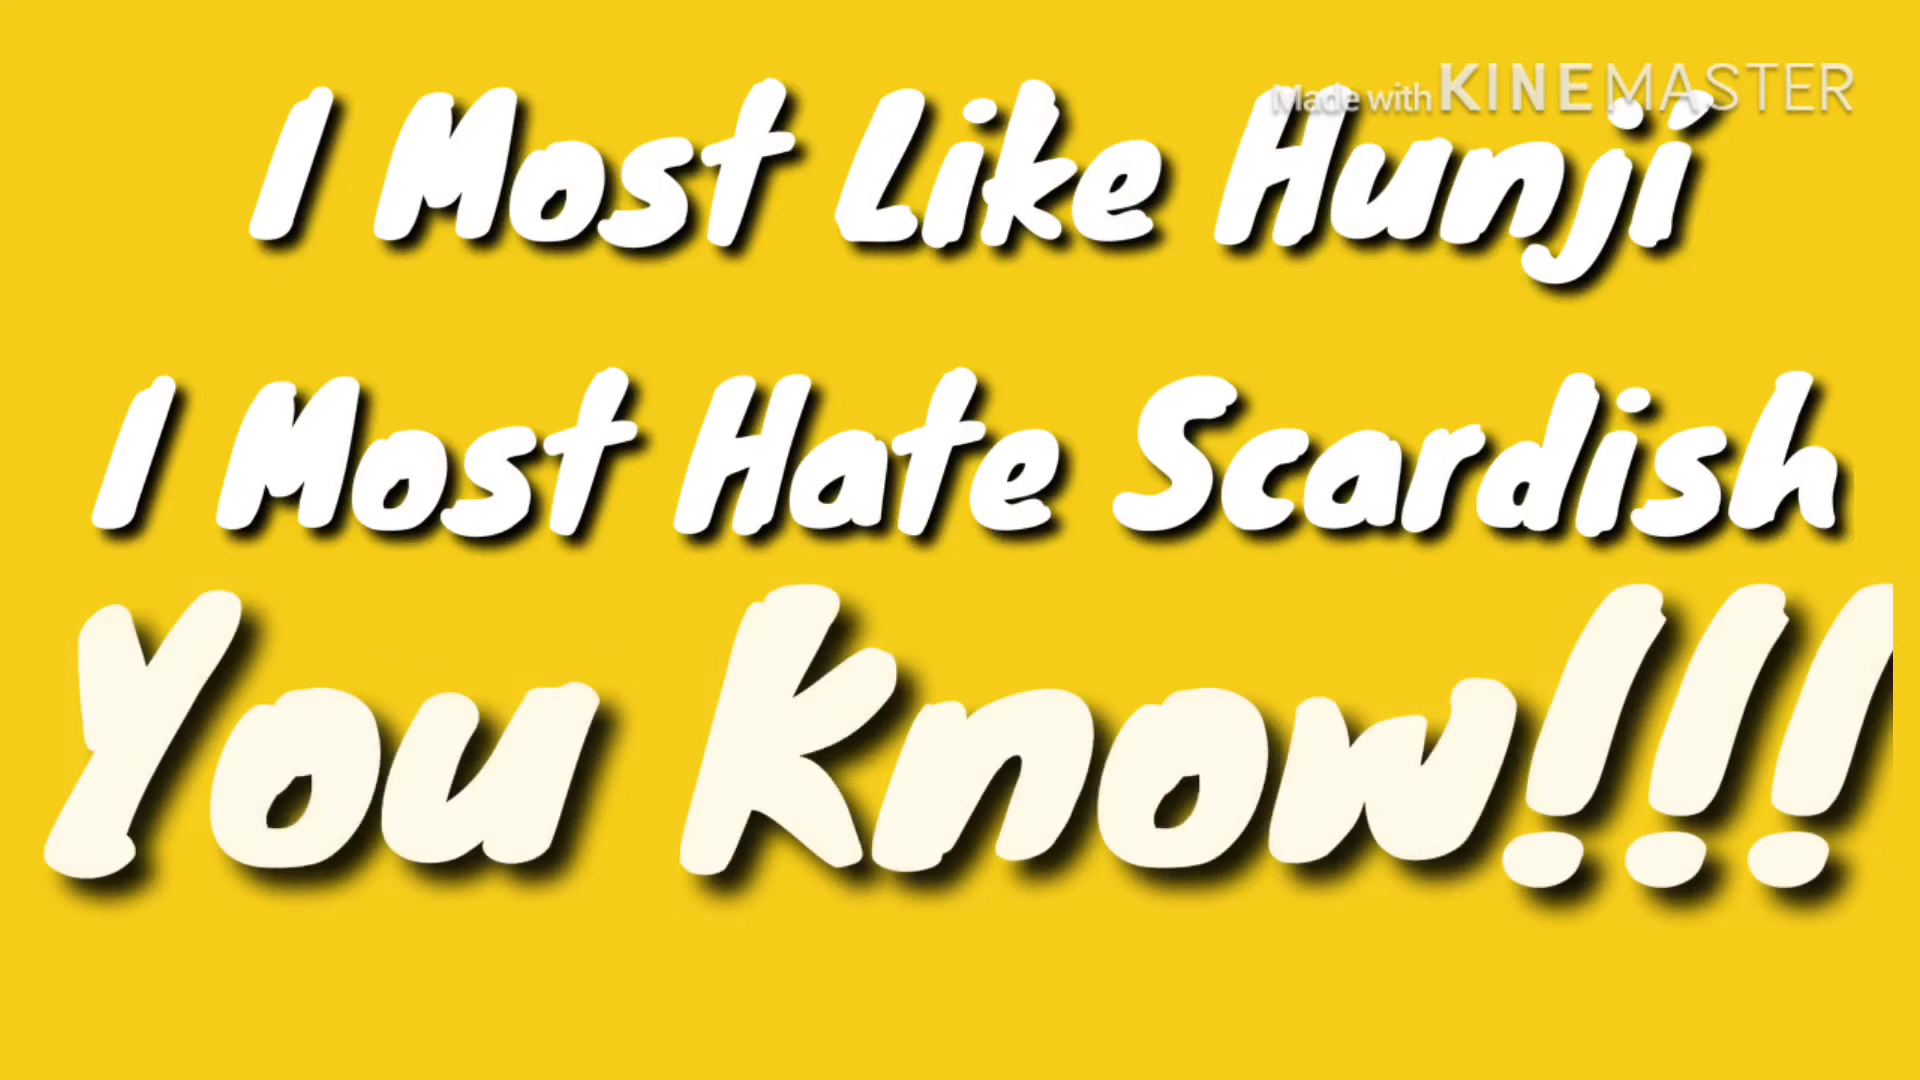 Made with KINEMASTER
I Most Like Hunji
I Most Hate Scardish
You Know!!!